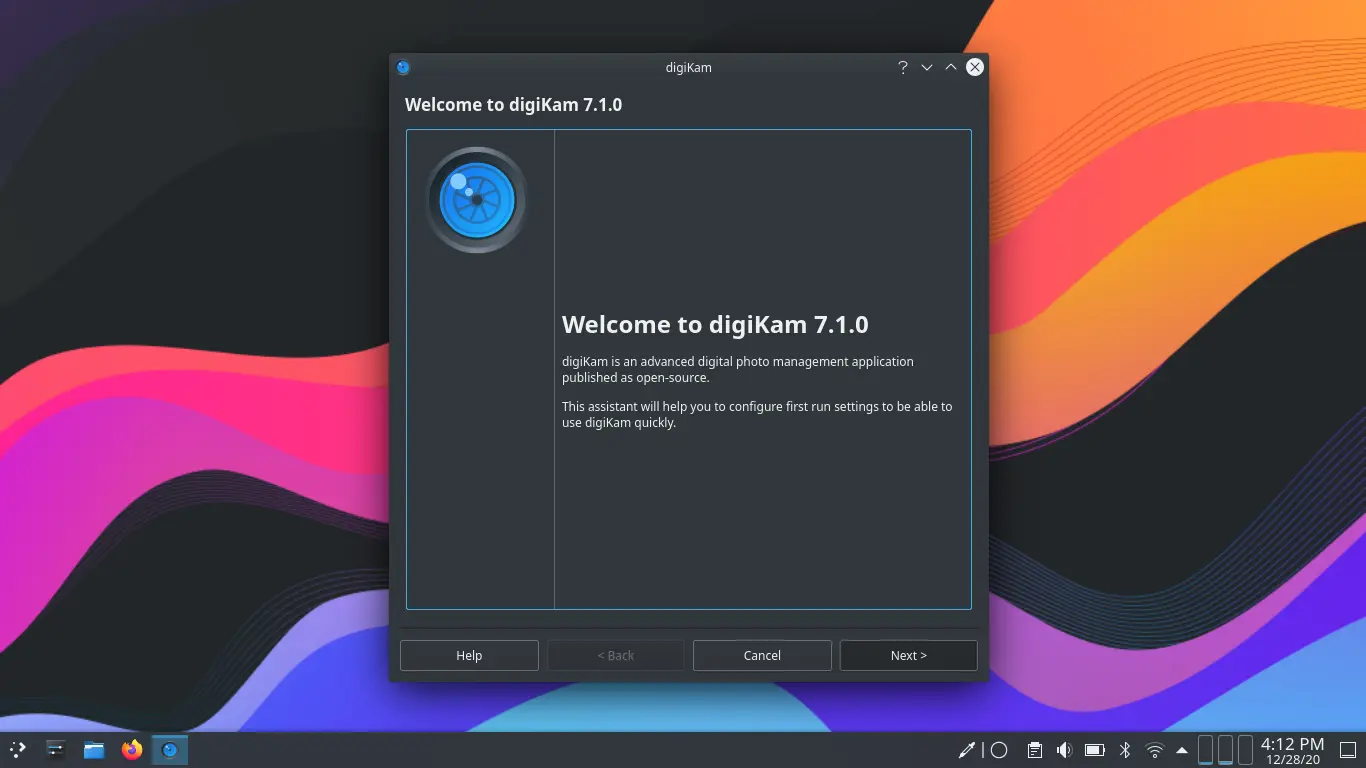 digiKam
Welcome to digiKam 7.1.0
Welcome to digiKam 7.1.0
digiKam is an advanced digital photo management application
published as open-source.
This assistant will help you to configure first run settings to be able to
use digiKam quickly.
Help
< Back
Cancel
Next >
4:12 PM
12/28/20